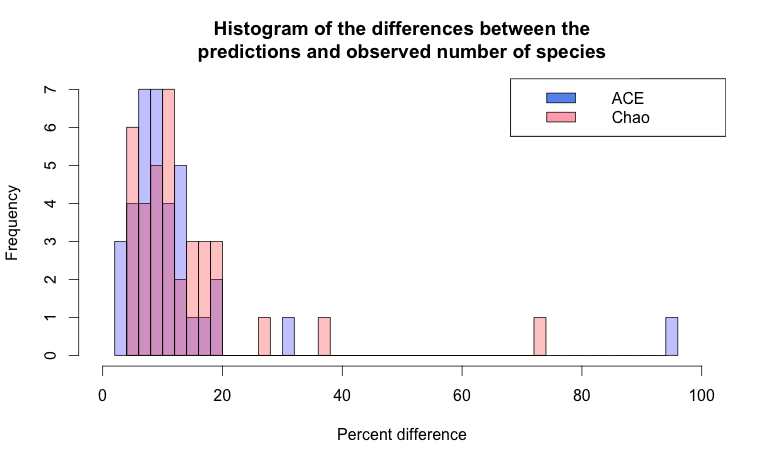 Histogram of the differences between the
predictions and observed number of species
ACE
Chao
7
6
5
4
3
2
1
0
Frequency
0 20 40 60 80 100
Percent difference